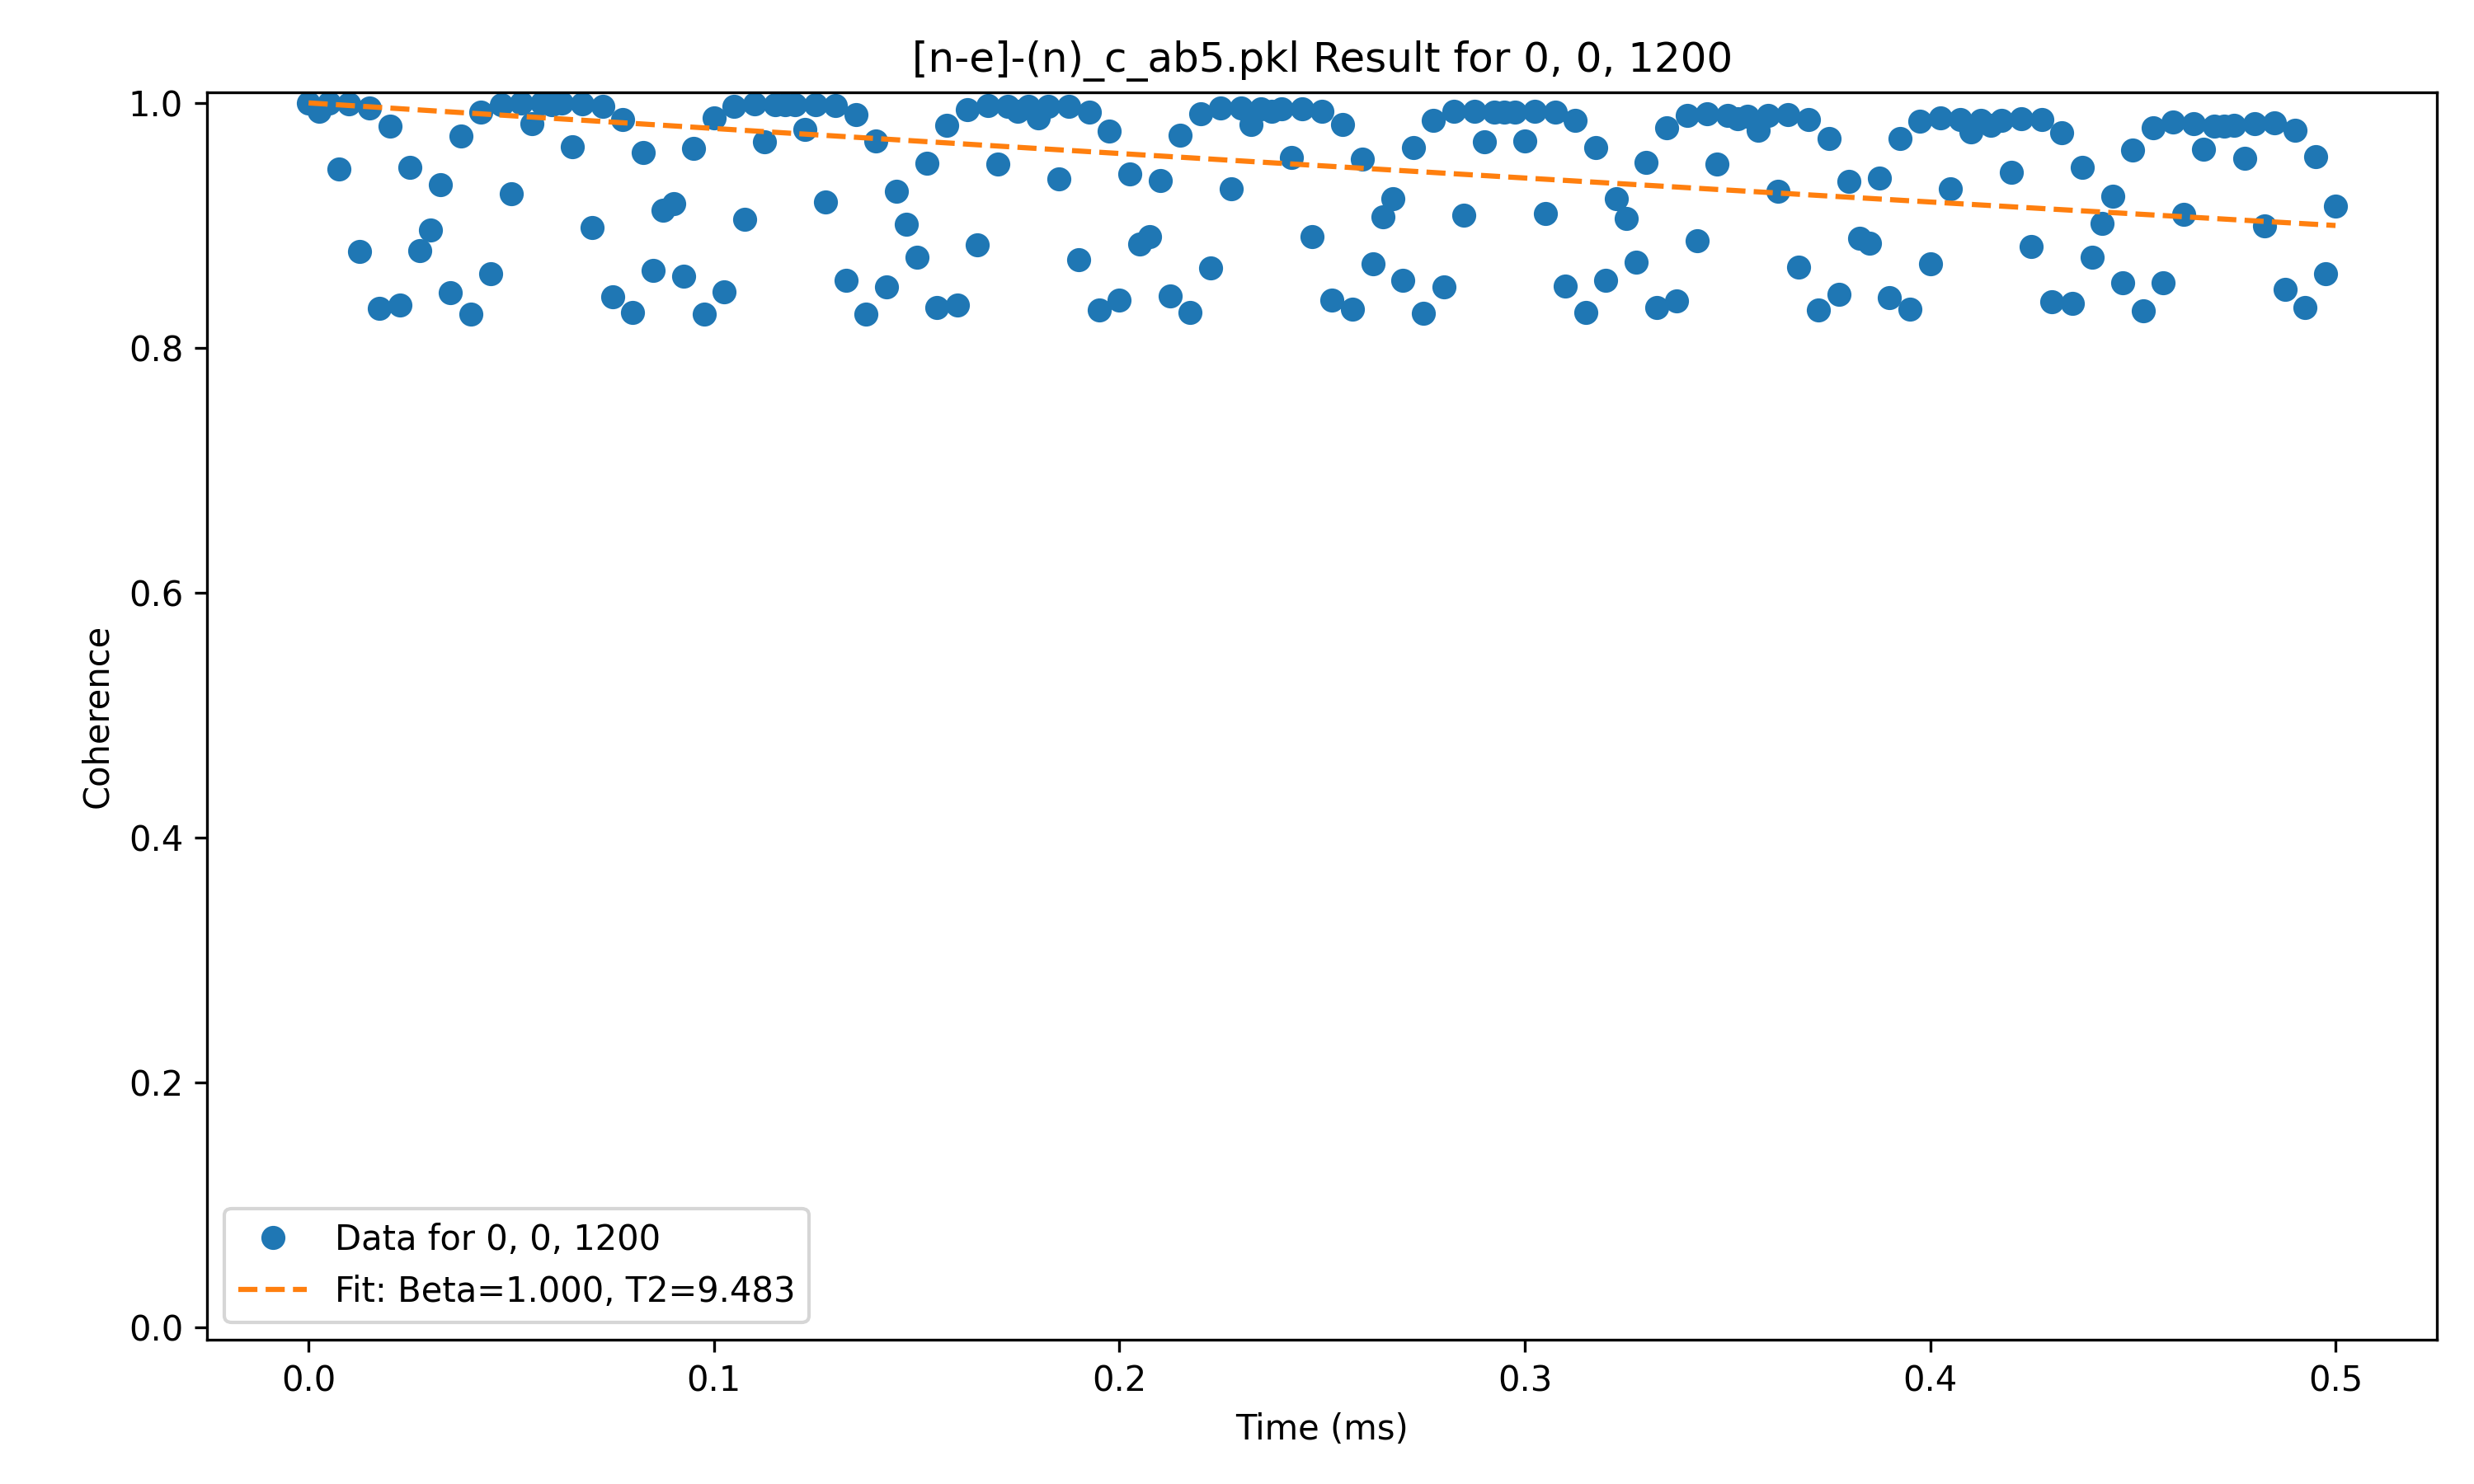 [n-e]-(n)_c_ab5.pkl Result for 0, 0, 1200
1.0
0.8
0.6
0.4
0.2
0.0
Coherence
Data for 0, 0, 1200
Fit: Beta=1.000, T2=9.483
0.0 0.1 0.2 0.3 0.4 0.5
Time (ms)